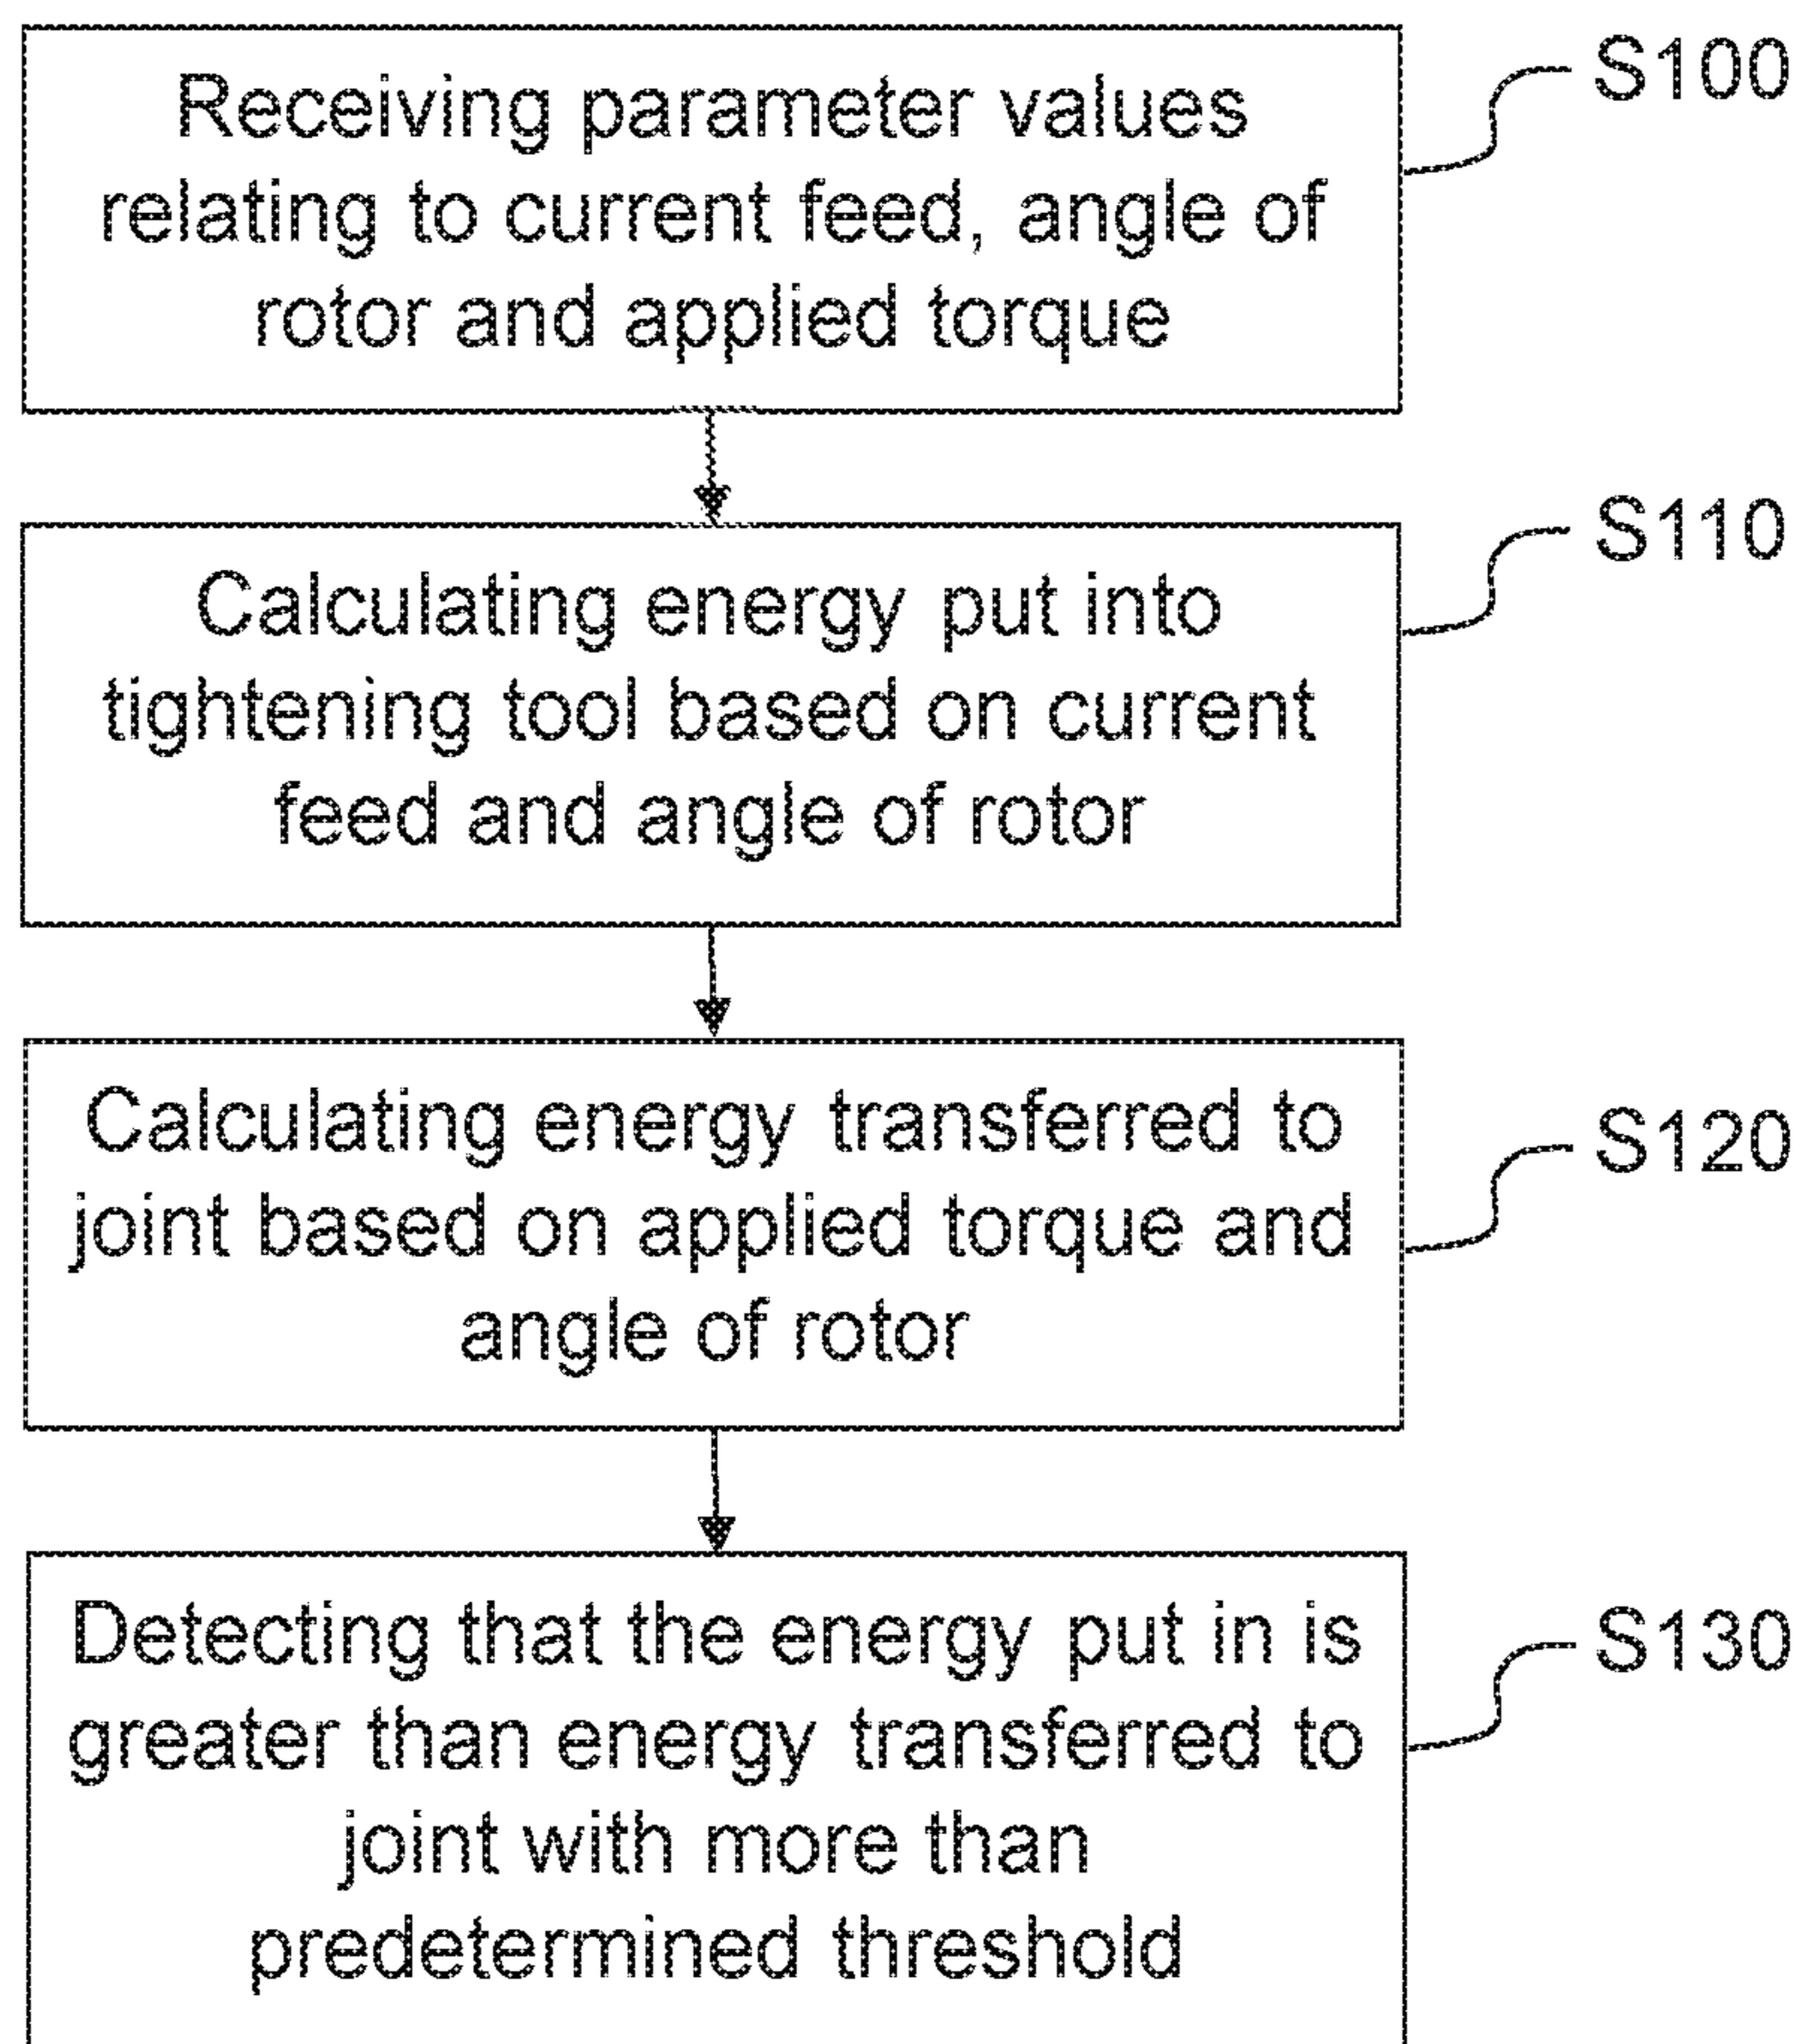 Receiving parameter values
relating to current feed, angle of
rotor and applied torque
S100
Calculating energy put into
tightening tool based on current
feed and angle of rotor
S110
Calculating energy transferred to
joint based on applied torque and
angle of rotor
S120
Detecting that the energy put in is
greater than energy transferred to
joint with more than
predetermined threshold
S130